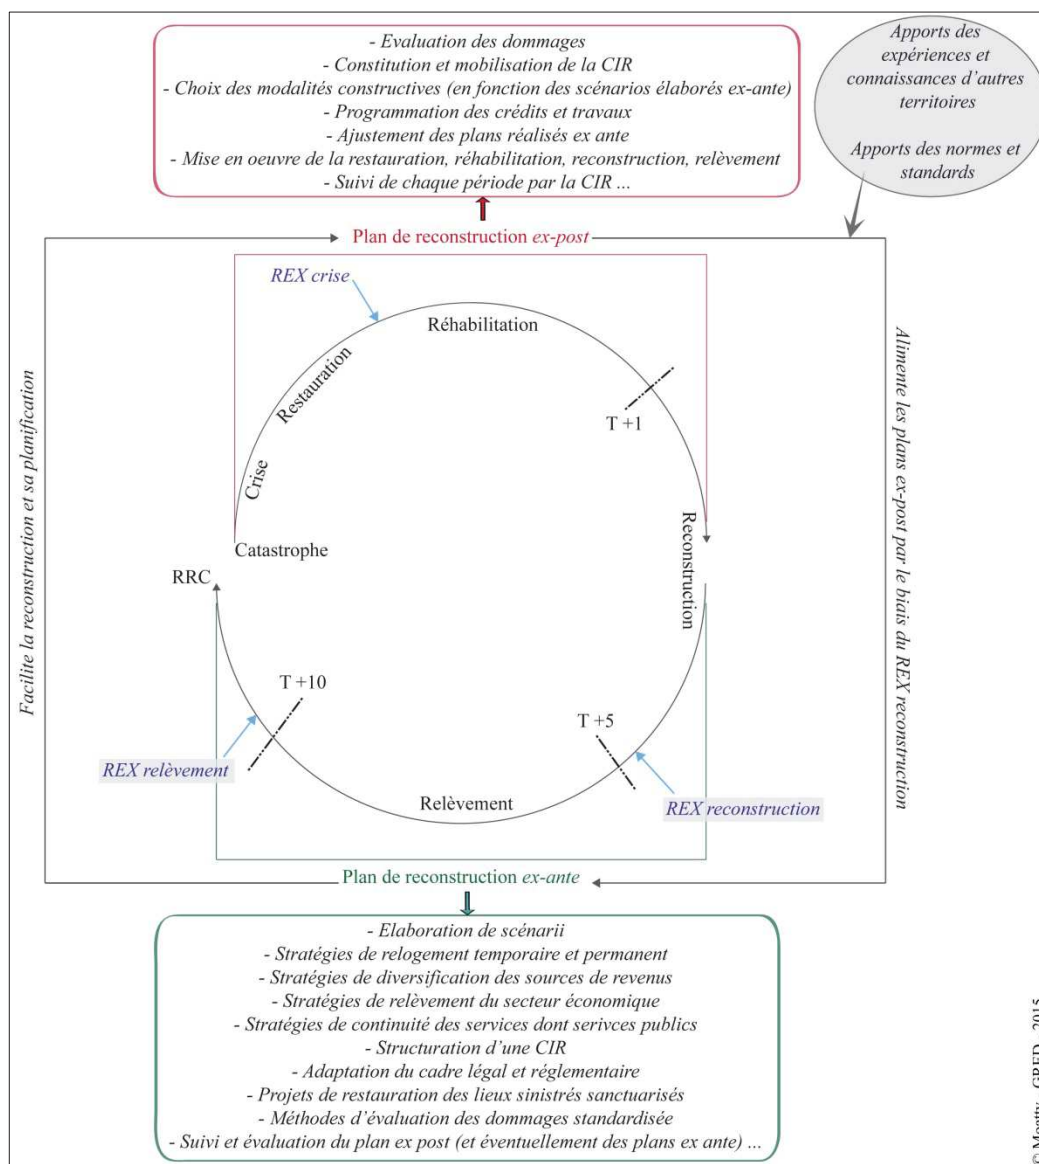 - Evaluation des dommages
- Constitution et mobilisation de la CIR
- Choix des modalités constructives (en fonction des scénarios élaborés ex-ante)
- Programmation des crédits et travaux
- Ajustement des plans réalisés ex ante
- Mise en oeuvre de la restauration, réhabilitation, reconstruction, relèvement
- Suivi de chaque période par la CIR ...
Apports des
expériences et
connaissances d'autres
territoires
Apports des normes et
standards
Plan de reconstruction ex-post
REX crise
Réhabilitation
Restauration
Crise
Catastrophe
T +1
Reconstruction
RRC
T +10
T +5
REX relèvement
Relèvement
REX reconstruction
Facilite la reconstruction et sa planification
Alimente les plans ex-post par le biais du REX reconstruction
Plan de reconstruction ex-ante
- Elaboration de scénarii
- Stratégies de relogement temporaire et permanent
- Stratégies de diversification des sources de revenus
- Stratégies de relèvement du secteur économique
- Stratégies de continuité des services dont serivces publics
- Structuration d'une CIR
- Adaptation du cadre légal et réglementaire
- Projets de restauration des lieux sinistrés sanctuarisés
- Méthodes d'évaluation des dommages standardisée
- Suivi et évaluation du plan ex post (et éventuellement des plans ex ante) ...
© Moatty - GRED - 2015